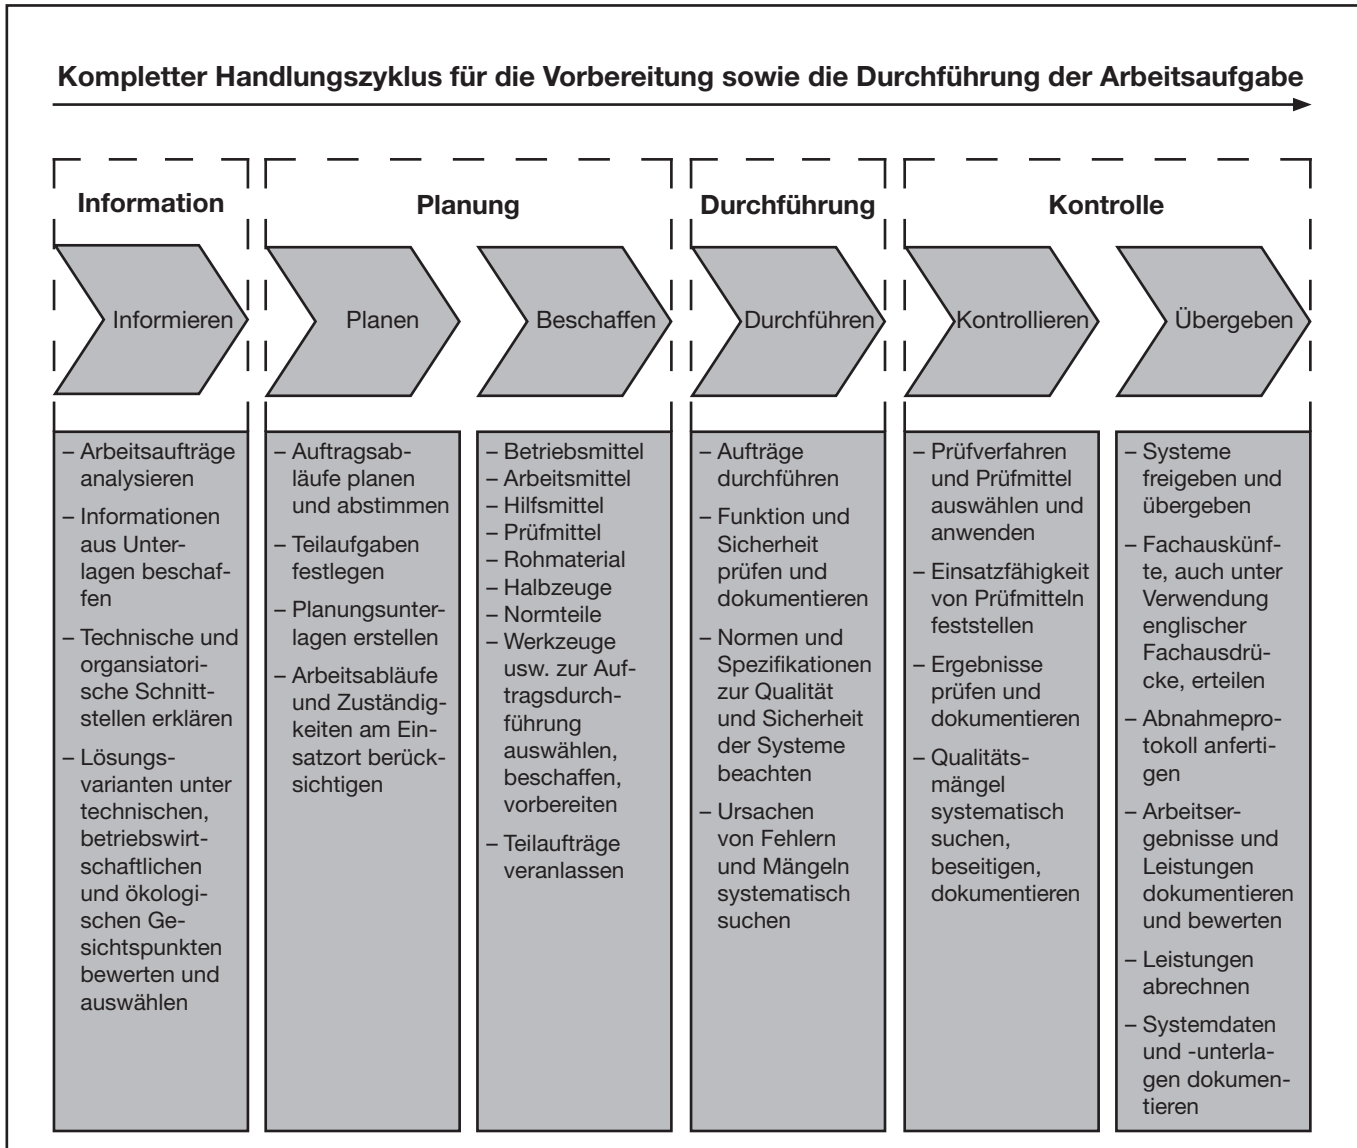 Kompletter Handlungszyklus für die Vorbereitung sowie die Durchführung der Arbeitsaufgabe
Information
Informieren
– Arbeitsaufträge
analysieren
– Informationen
aus Unter-
lagen beschaf-
fen
– Technische und
organsiatori-
sche Schnitt-
stellen erklären
– Lösungs-
varianten unter
technischen,
betriebswirt-
schaftlichen
und ökologi-
schen Ge-
sichtspunkten
bewerten und
auswählen
Planung
Planen
– Auftragsab-
läufe planen
und abstimmen
– Teilaufgaben
festlegen
– Planungsunter-
lagen erstellen
– Arbeitsabläufe
und Zuständig-
keiten am Ein-
satzort berück-
sichtigen
Beschaffen
– Betriebsmittel
– Arbeitsmittel
– Hilfsmittel
– Prüfmittel
– Rohmaterial
– Halbzeuge
– Normteile
– Werkzeuge
usw. zur Auf-
tragsdurch-
führung
auswählen,
beschaffen,
vorbereiten
– Teilaufträge
veranlassen
Durchführung
Durchführen
– Aufträge
durchführen
– Funktion und
Sicherheit
prüfen und
dokumentieren
– Normen und
Spezifikationen
zur Qualität
und Sicherheit
der Systeme
beachten
– Ursachen
von Fehlern
und Mängeln
systematisch
suchen
Kontrolle
Kontrollieren
– Prüfverfahren
und Prüfmittel
auswählen und
anwenden
– Einsatzfähigkeit
von Prüfmitteln
feststellen
– Ergebnisse
prüfen und
dokumentieren
– Qualitäts-
mängel
systematisch
suchen,
beseitigen,
dokumentieren
Übergeben
– Systeme
freigeben und
übergeben
– Fachauskünf-
te, auch unter
Verwendung
englischer
Fachausdrü-
cke, erteilen
– Abnahmepro-
tokoll anferti-
gen
– Arbeitser-
gebnisse und
Leistungen
dokumentieren
und bewerten
– Leistungen
abrechnen
– Systemdaten
und -unterla-
gen dokumen-
tieren